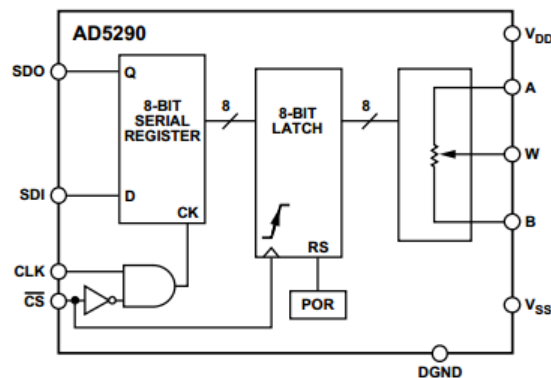 AD5290
V_DD
SDO
Q
8-BIT
SERIAL
REGISTER
8
8-BIT
LATCH
8
A
W
SDI
D
B
CK
RS
CLK
C̅S̅
POR
V_SS
DGND